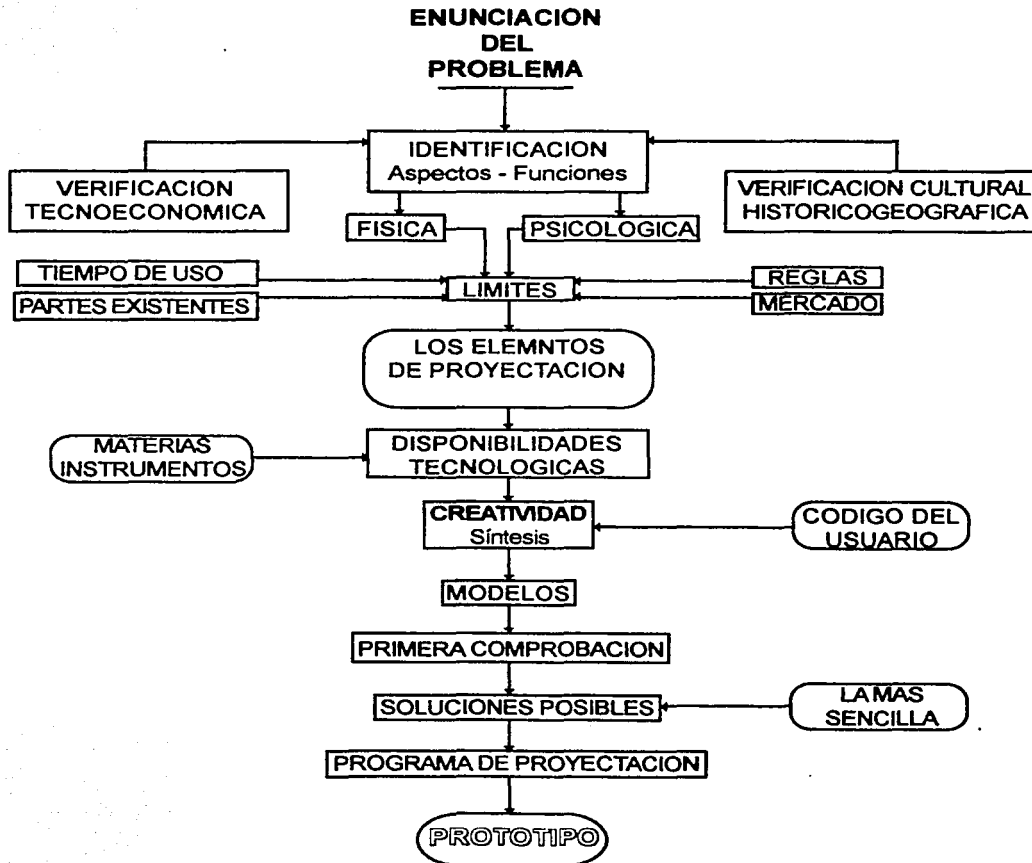 ENUNCIACION
DEL
PROBLEMA
IDENTIFICACION
Aspectos - Funciones
VERIFICACION
TECNOECONOMICA
VERIFICACION CULTURAL
HISTORICOGEOGRAFICA
FISICA
PSICOLOGICA
TIEMPO DE USO
PARTES EXISTENTES
LIMITES
REGLAS
MERCADO
LOS ELEMNTOS
DE PROYECTACION
MATERIAS
INSTRUMENTOS
DISPONIBILIDADES
TECNOLOGICAS
CREATIVIDAD
Síntesis
CODIGO DEL
USUARIO
MODELOS
PRIMERA COMPROBACION
SOLUCIONES POSIBLES
LA MAS
SENCILLA
PROGRAMA DE PROYECTACION
PROTOTIPO